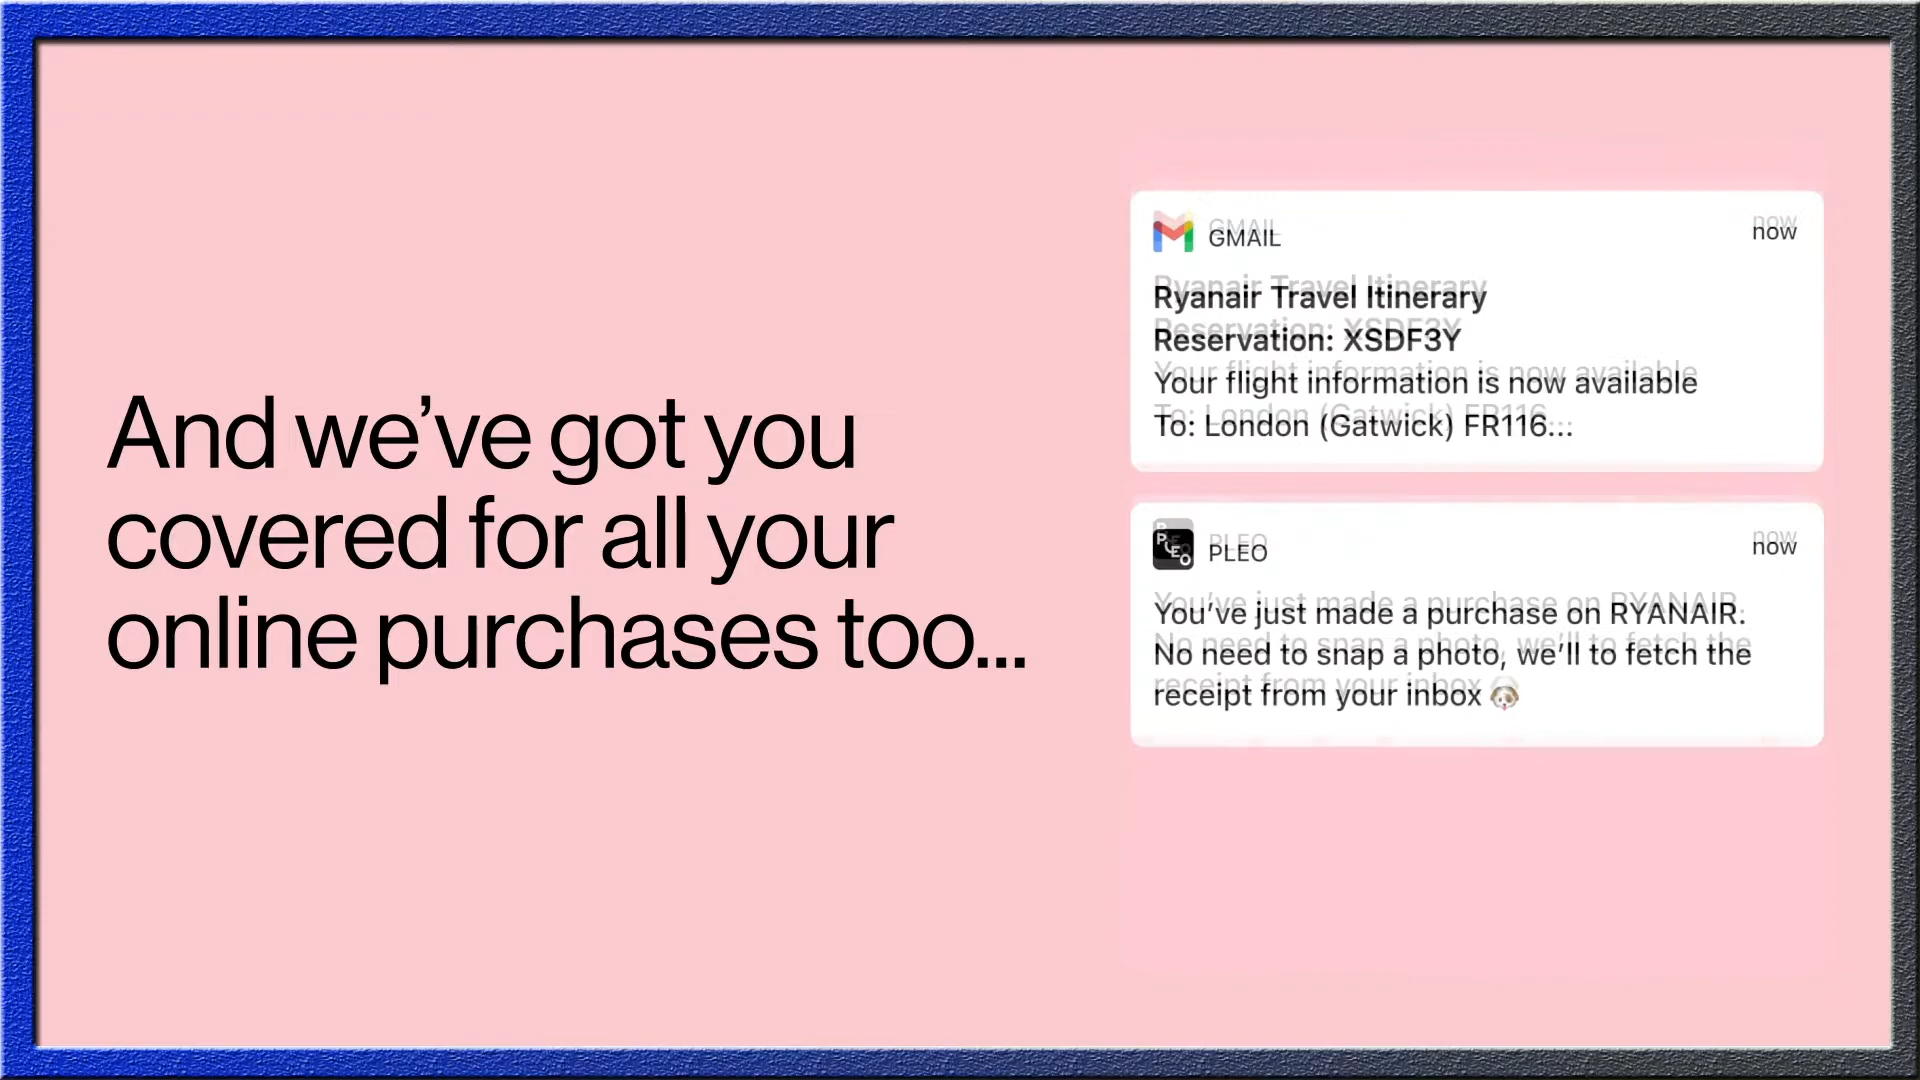 And we’ve got you
covered for all your
online purchases too...
GMAIL
now
Ryanair Travel Itinerary
Reservation: XSDF3Y
Your flight information is now available
To: London (Gatwick) FR116...
PLEO
PLEO
now
You’ve just made a purchase on RYANAIR.
No need to snap a photo, we’ll to fetch the
receipt from your inbox 🐶